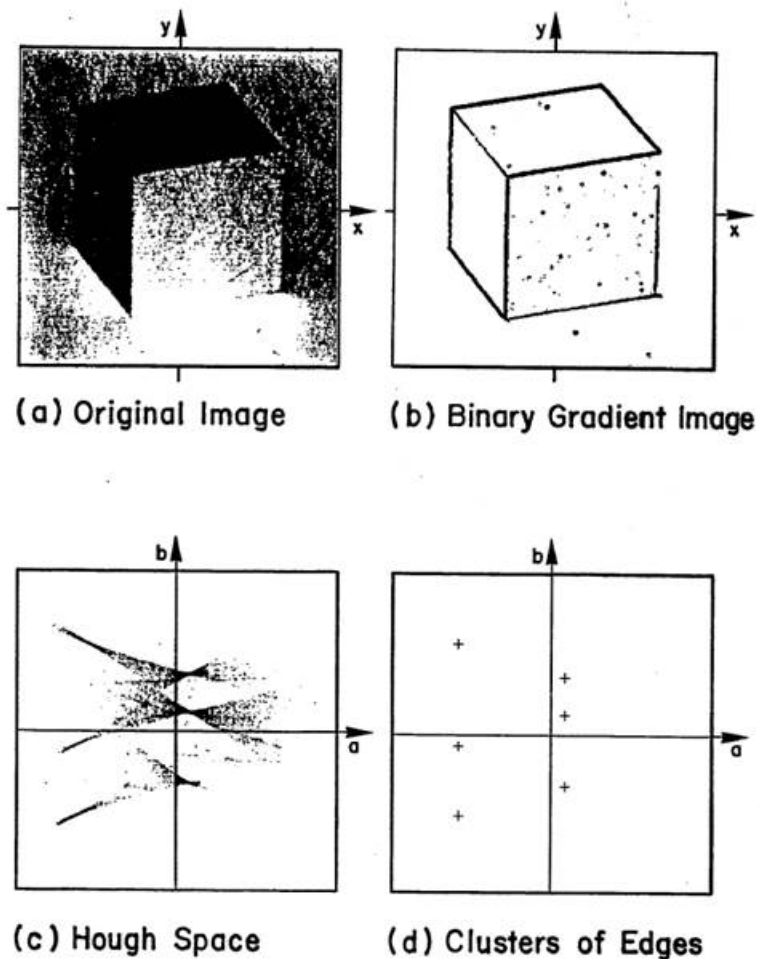 y
y
x
x
(a) Original Image
(b) Binary Gradient Image
b
b
a
a
(c) Hough Space
(d) Clusters of Edges